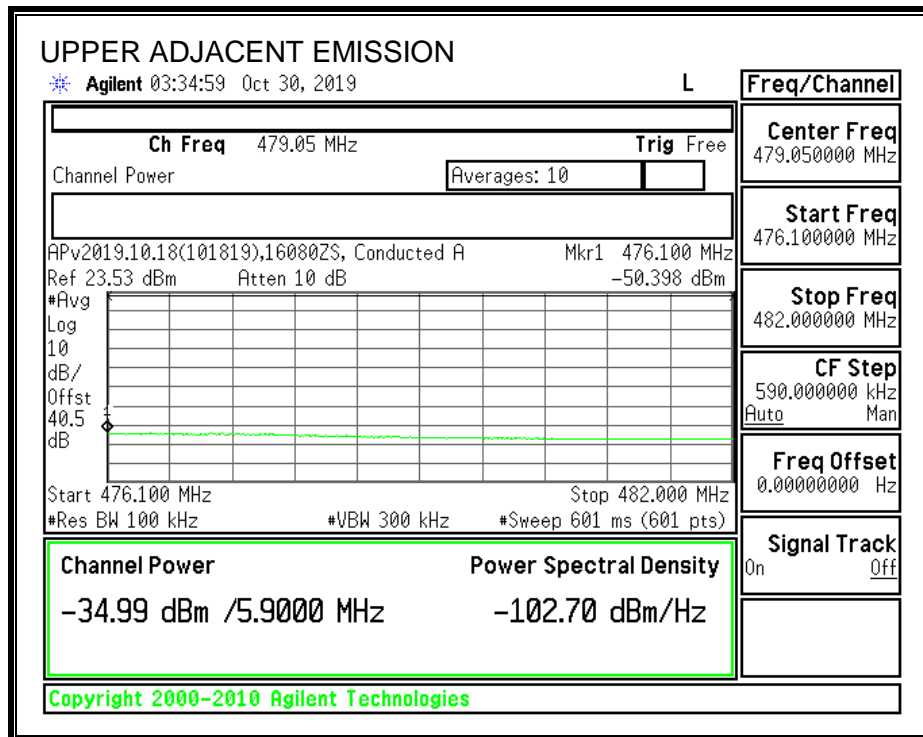 UPPER ADJACENT EMISSION
Agilent 03:34:59 Oct 30, 2019 L
Freq/Channel
Ch Freq 479.05 MHz Trig Free
Channel Power Averages: 10
APv2019.10.18(101819),16080ZS, Conducted A Mkr1 476.100 MHz
Ref 23.53 dBm Atten 10 dB -50.398 dBm
#Avg
Log
10
dB/
Offst
40.5
dB
1
Start 476.100 MHz Stop 482.000 MHz
#Res BW 100 kHz #VBW 300 kHz #Sweep 601 ms (601 pts)
Channel Power Power Spectral Density
-34.99 dBm /5.9000 MHz -102.70 dBm/Hz
Copyright 2000-2010 Agilent Technologies
Center Freq
479.050000 MHz
Start Freq
476.100000 MHz
Stop Freq
482.000000 MHz
CF Step
590.000000 kHz
Auto Man
Freq Offset
0.00000000 Hz
Signal Track
On Off